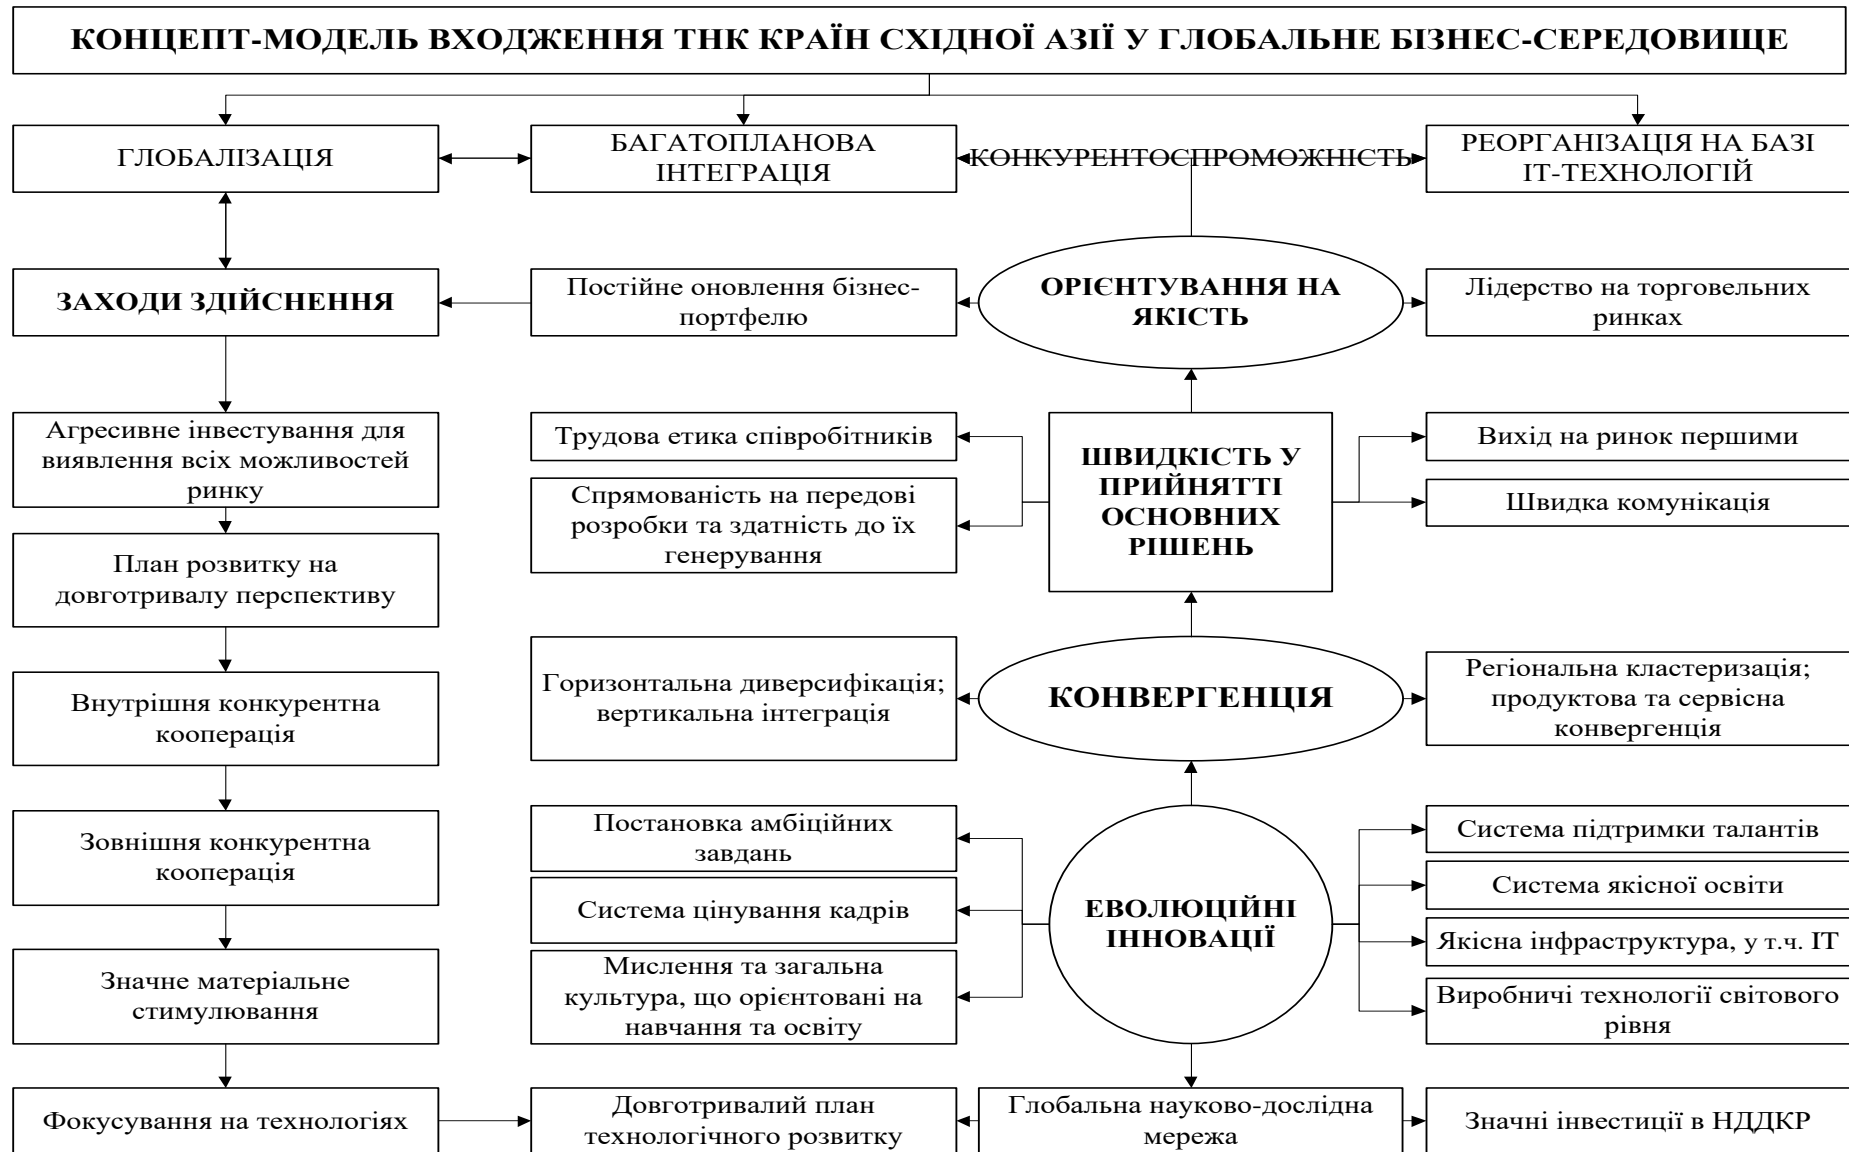 КОНЦЕПТ-МОДЕЛЬ ВХОДЖЕННЯ ТНК КРАЇН СХІДНОЇ АЗІЇ У ГЛОБАЛЬНЕ БІЗНЕС-СЕРЕДОВИЩЕ
ГЛОБАЛІЗАЦІЯ
БАГАТОПЛАНОВА
ІНТЕГРАЦІЯ
КОНКУРЕНТОСПРОМОЖНІСТЬ
РЕОРГАНІЗАЦІЯ НА БАЗІ
ІТ-ТЕХНОЛОГІЙ
ЗАХОДИ ЗДІЙСНЕННЯ
Постійне оновлення бізнес-
портфелю
ОРІЄНТУВАННЯ НА
ЯКІСТЬ
Лідерство на торговельних
ринках
Агресивне інвестування для
виявлення всіх можливостей
ринку
Трудова етика співробітників
Спрямованість на передові
розробки та здатність до їх
генерування
ШВИДКІСТЬ У
ПРИЙНЯТТІ
ОСНОВНИХ
РІШЕНЬ
Вихід на ринок першими
Швидка комунікація
План розвитку на
довготривалу перспективу
Внутрішня конкурентна
кооперація
Горизонтальна диверсифікація;
вертикальна інтеграція
КОНВЕРГЕНЦІЯ
Регіональна кластеризація;
продуктова та сервісна
конвергенція
Зовнішня конкурентна
кооперація
Постановка амбіційних
завдань
Система цінування кадрів
Мислення та загальна
культура, що орієнтовані на
навчання та освіту
ЕВОЛЮЦІЙНІ
ІННОВАЦІЇ
Система підтримки талантів
Система якісної освіти
Якісна інфраструктура, у т.ч. ІТ
Виробничі технології світового
рівня
Значне матеріальне
стимулювання
Фокусування на технологіях
Довготривалий план
технологічного розвитку
Глобальна науково-дослідна
мережа
Значні інвестиції в НДДКР